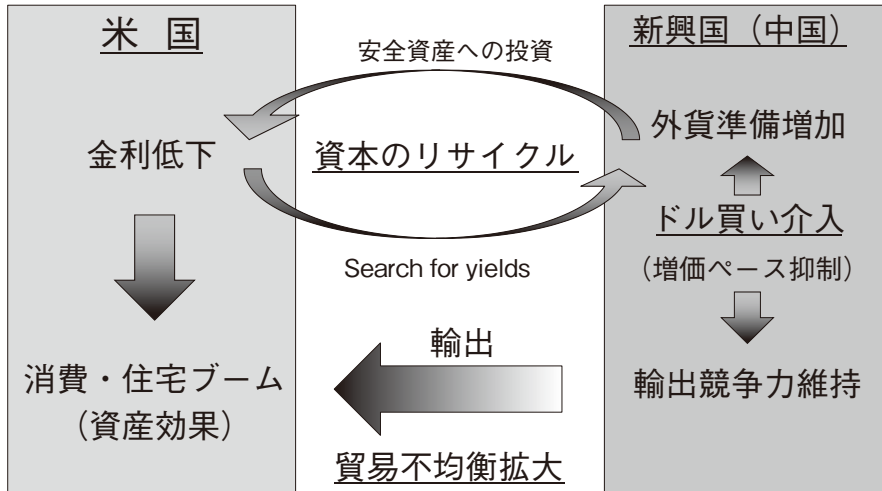 米 国
金利低下
消費・住宅ブーム
（資産効果）
安全資産への投資
資本のリサイクル
Search for yields
輸出
貿易不均衡拡大
新興国（中国）
外貨準備増加
ドル買い介入
（増価ペース抑制）
輸出競争力維持